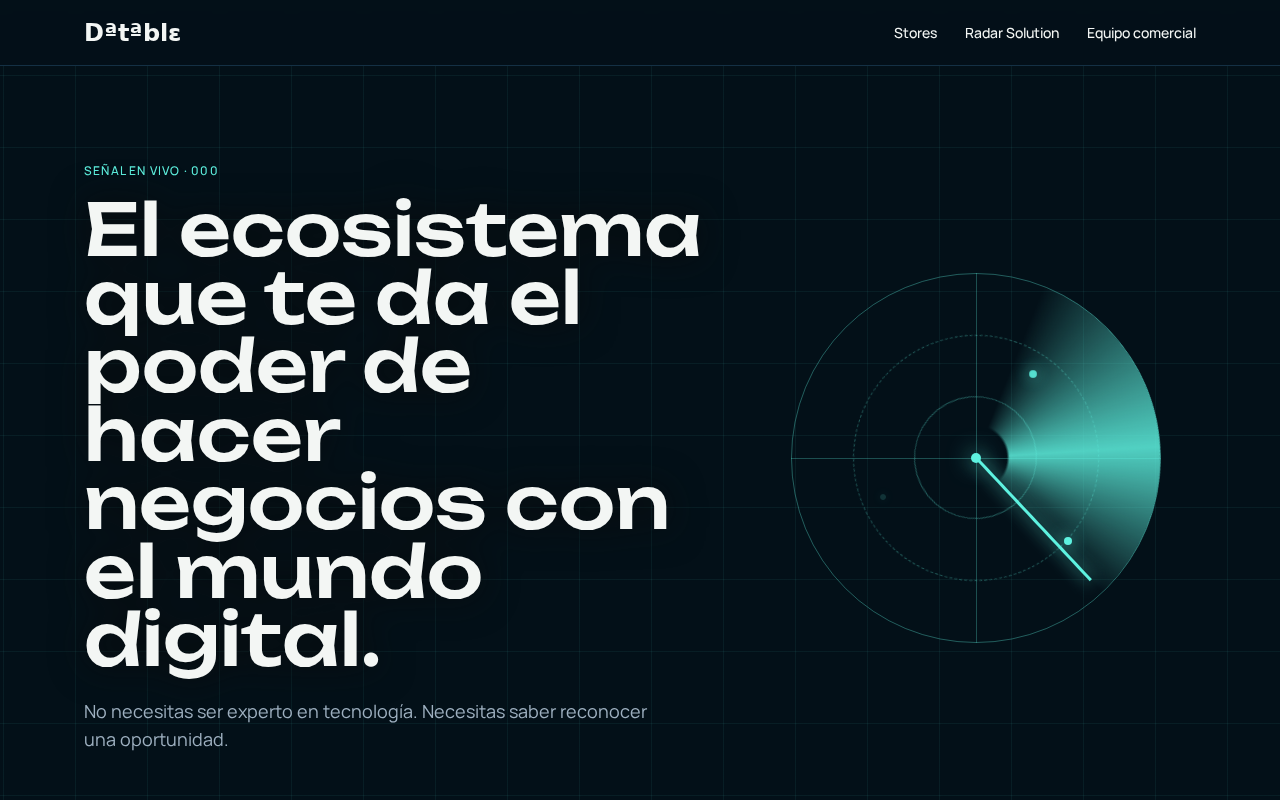 Dªtªblε
Stores
Radar Solution
Equipo comercial
SEÑAL EN VIVO · 000
El ecosistema
que te da el
poder de
hacer
negocios con
el mundo
digital.
No necesitas ser experto en tecnología. Necesitas saber reconocer
una oportunidad.